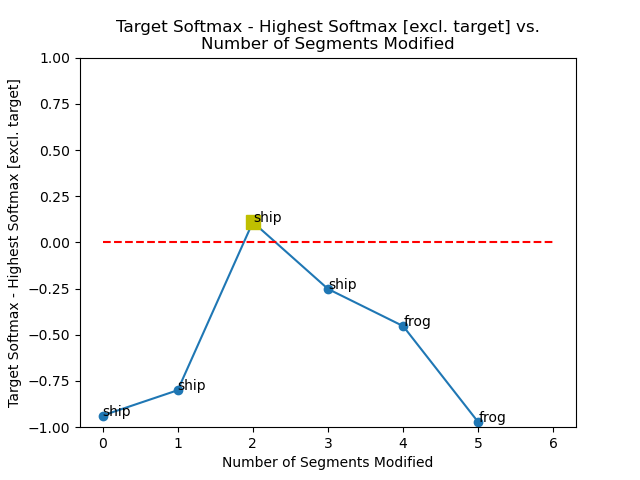 Target Softmax - Highest Softmax [excl. target] vs.
Number of Segments Modified
Target Softmax - Highest Softmax [excl. target]
1.00
0.75
0.50
0.25
0.00
−0.25
−0.50
−0.75
−1.00
ship
ship
ship
ship
frog
frog
0 1 2 3 4 5 6
Number of Segments Modified